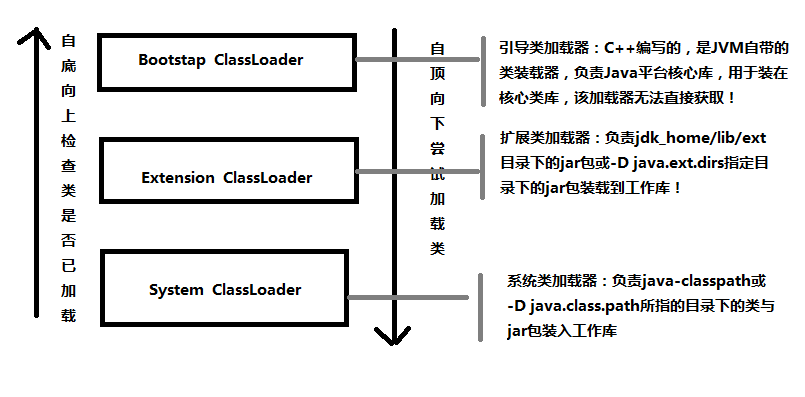 自底向上检查类是否已加载
Bootstap ClassLoader
自顶向下尝试加载类
引导类加载器：C++编写的，是JVM自带的
类装载器，负责Java平台核心库，用于装在
核心类库，该加载器无法直接获取！
Extension ClassLoader
扩展类加载器：负责jdk_home/lib/ext
目录下的jar包或-D java.ext.dirs指定目
录下的jar包装载到工作库！
System ClassLoader
系统类加载器：负责java-classpath或
-D java.class.path所指的目录下的类与
jar包装入工作库